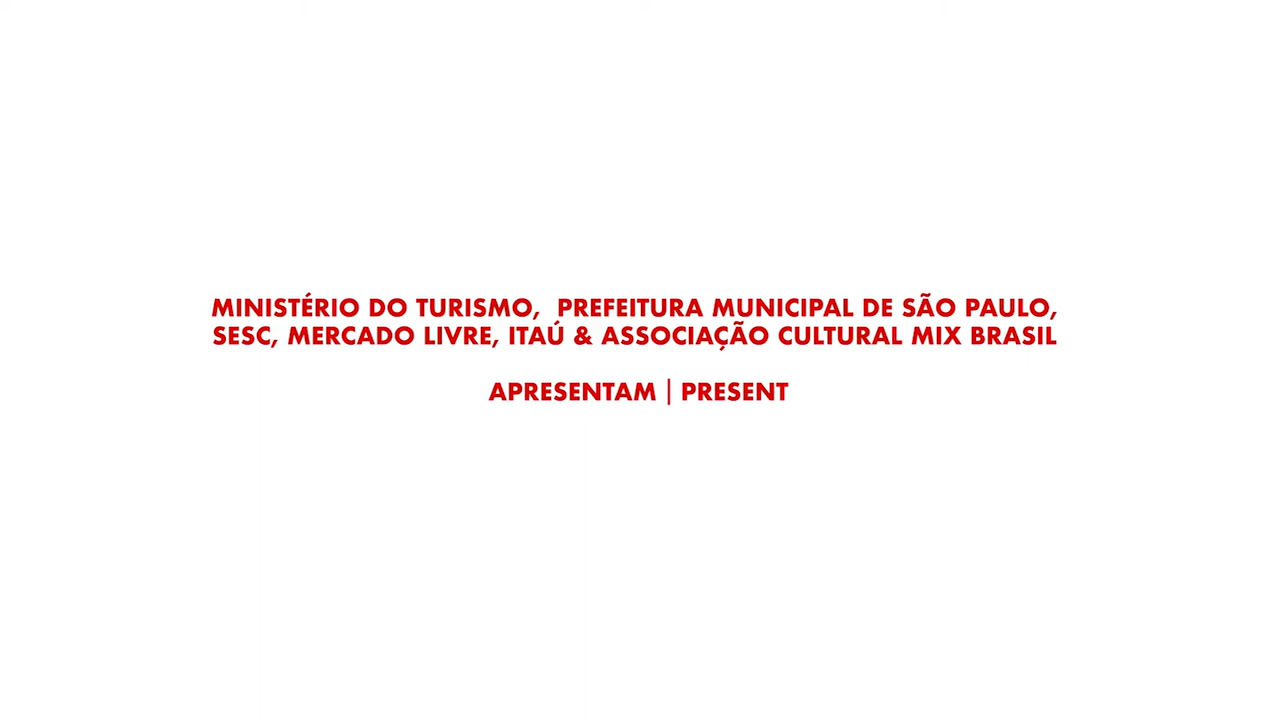 MINISTÉRIO DO TURISMO, PREFEITURA MUNICIPAL DE SÃO PAULO,
SESC, MERCADO LIVRE, ITAÚ & ASSOCIAÇÃO CULTURAL MIX BRASIL
APRESENTAM | PRESENT